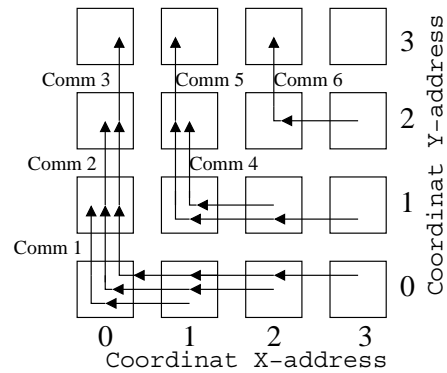 3
Comm 3
Comm 5
Comm 6
2
Comm 2
Comm 4
1
Comm 1
0
0
1
2
3
Coordinat X-address
Coordinat Y-address